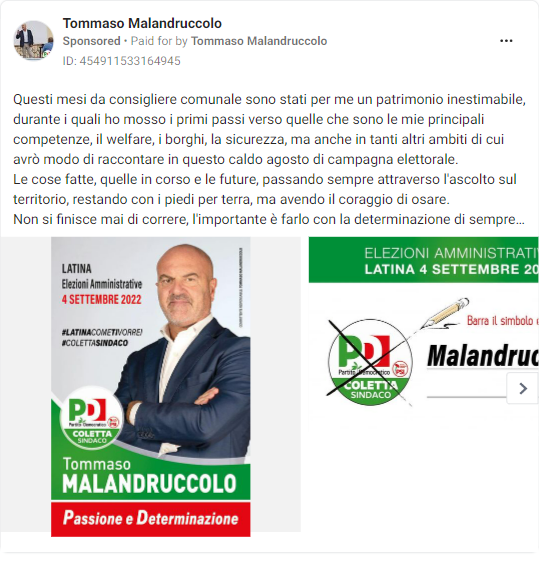 Tommaso Malandruccolo
Sponsored • Paid for by Tommaso Malandruccolo
ID: 454911533164945
Questi mesi da consigliere comunale sono stati per me un patrimonio inestimabile,
durante i quali ho mosso i primi passi verso quelle che sono le mie principali
competenze, il welfare, i borghi, la sicurezza, ma anche in tanti altri ambiti di cui
avrò modo di raccontare in questo caldo agosto di campagna elettorale.
Le cose fatte, quelle in corso e le future, passando sempre attraverso l'ascolto sul
territorio, restando con i piedi per terra, ma avendo il coraggio di osare.
Non si finisce mai di correre, l'importante è farlo con la determinazione di sempre...
LATINA
Elezioni Amministrative
4 SETTEMBRE 2022
#LATINACOMETIVORREI
#COLETTASINDACO
PD
Partito Democratico
PSI
COLETTA
SINDACO
Tommaso
MALANDRUCCOLO
Passione e Determinazione
ELEZIONI AMMINISTRATI
LATINA 4 SETTEMBRE 20
Barra il simbolo e
PD
Partito Democratico
PSI
COLETTA
SINDACO
Malandruc